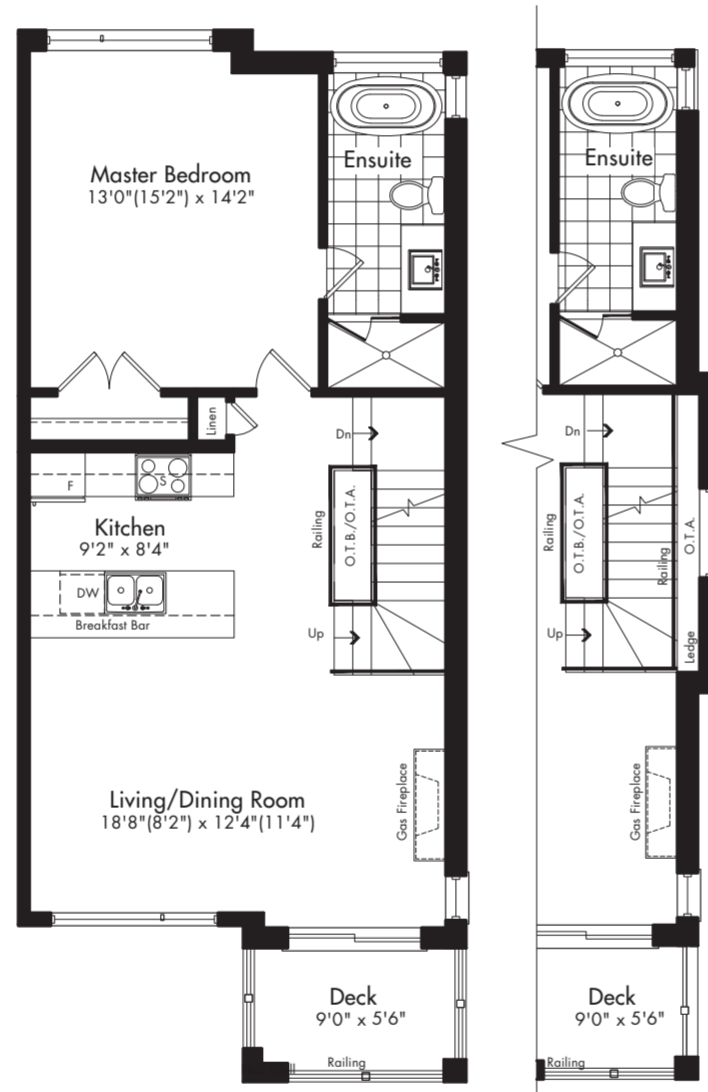 Master Bedroom
13'0"(15'2") x 14'2"
Ensuite
Linen
Dn
F
S
Kitchen
9'2" x 8'4"
Railing
O.T.B./O.T.A.
DW
Breakfast Bar
Up
Living/Dining Room
18'8"(8'2") x 12'4"(11'4")
Gas Fireplace
Deck
9'0" x 5'6"
Railing
Ensuite
Dn
Railing
O.T.B./O.T.A.
Railing
O.T.A.
Up
Ledge
Gas Fireplace
Deck
9'0" x 5'6"
Railing